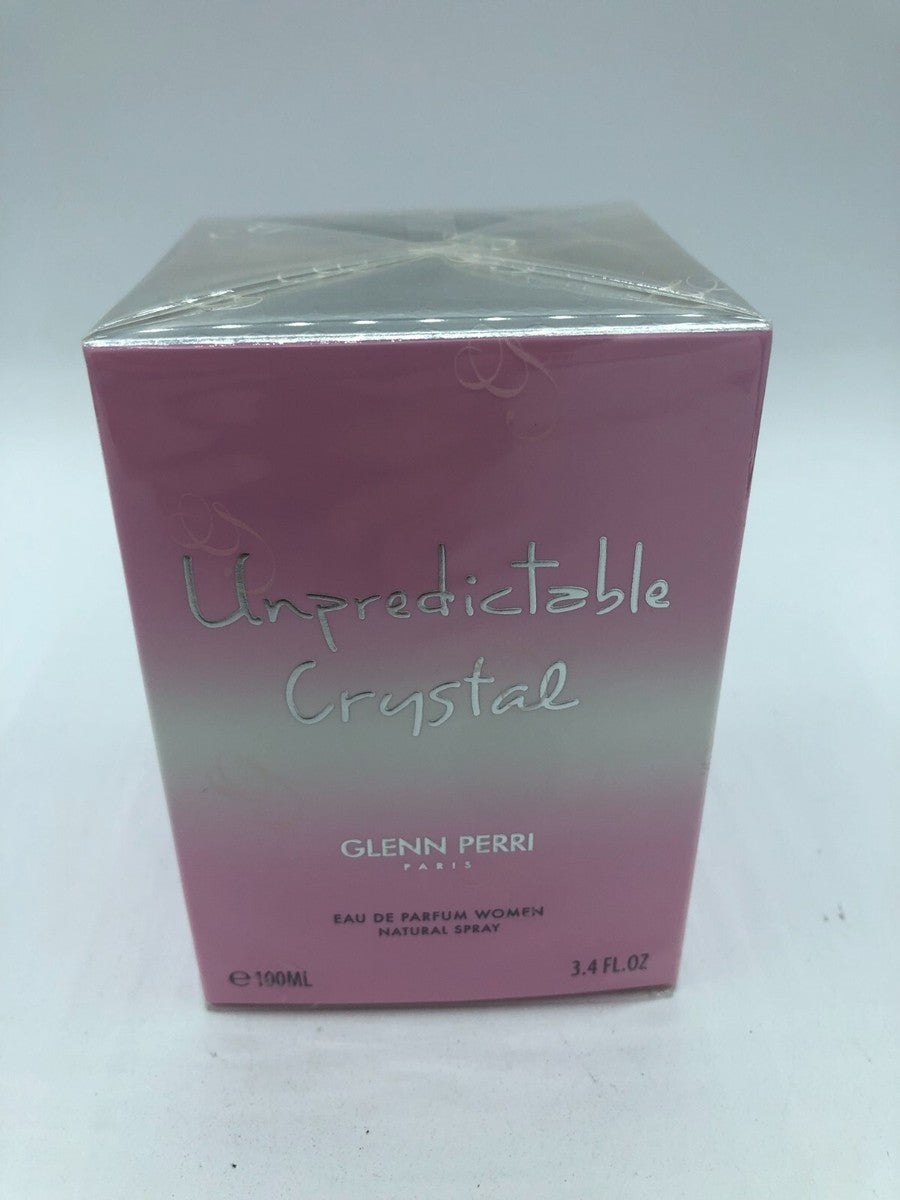 Unpredictable
Crystal
GLENN PERRI
PARIS
EAU DE PARFUM WOMEN
NATURAL SPRAY
℮ 100ML
3.4 FL.OZ